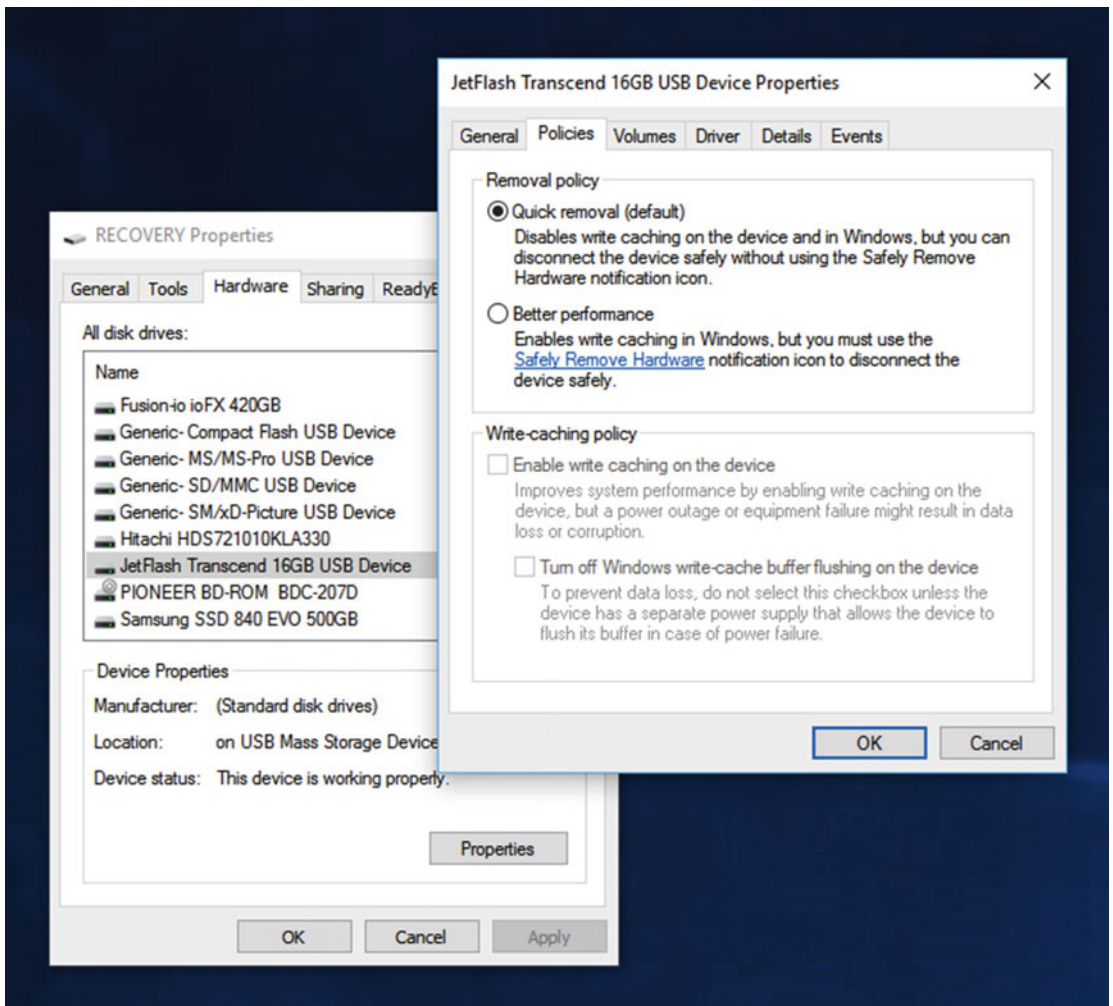 JetFlash Transcend 16GB USB Device Properties
General Policies Volumes Driver Details Events
Removal policy
Quick removal (default)
Disables write caching on the device and in Windows, but you can
disconnect the device safely without using the Safely Remove
Hardware notification icon.
Better performance
Enables write caching in Windows, but you must use the
Safely Remove Hardware notification icon to disconnect the
device safely.
Write-caching policy
Enable write caching on the device
Improves system performance by enabling write caching on the
device, but a power outage or equipment failure might result in data
loss or corruption.
Turn off Windows write-cache buffer flushing on the device
To prevent data loss, do not select this checkbox unless the
device has a separate power supply that allows the device to
flush its buffer in case of power failure.
OK Cancel
RECOVERY Properties
General Tools Hardware Sharing
All disk drives:
Name
Fusion-io ioFX 420GB
Generic- Compact Flash USB Device
Generic- MS/MS-Pro USB Device
Generic- SD/MMC USB Device
Generic- SM/xD-Picture USB Device
Hitachi HDS721010KLA330
JetFlash Transcend 16GB USB Device
PIONEER BD-ROM BDC-207D
Samsung SSD 840 EVO 500GB
Device Properties
Manufacturer: (Standard disk drives)
Location: on USB Mass Storage Device
Device status: This device is working properly.
Properties
OK Cancel Apply